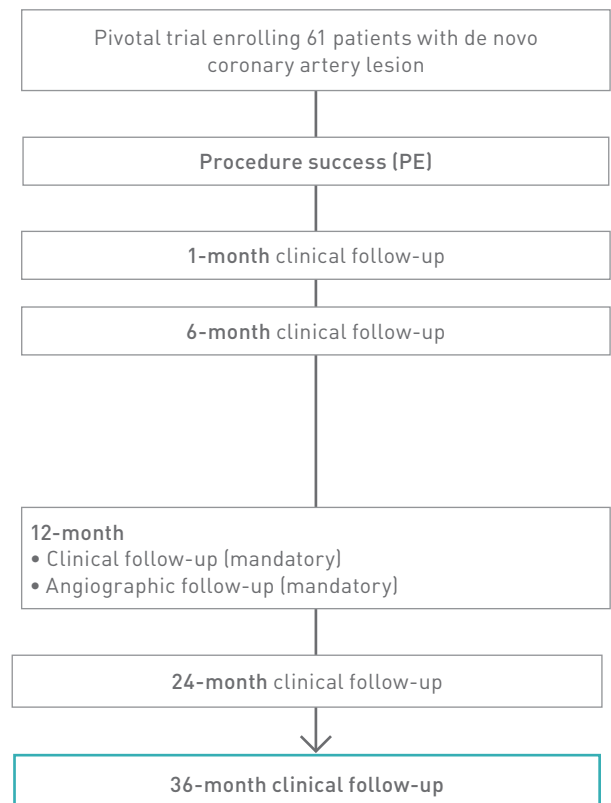 Pivotal trial enrolling 61 patients with de novo
coronary artery lesion
Procedure success (PE)
1-month clinical follow-up
6-month clinical follow-up
12-month
• Clinical follow-up (mandatory)
• Angiographic follow-up (mandatory)
24-month clinical follow-up
36-month clinical follow-up